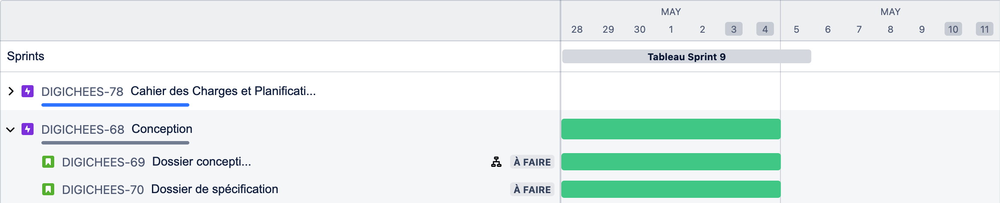 MAY MAY
28 29 30 1 2 3 4 5 6 7 8 9 10 11
Sprints Tableau Sprint 9
DIGICHEES-78 Cahier des Charges et Planificati...
DIGICHEES-68 Conception
DIGICHEES-69 Dossier concepti... À FAIRE
DIGICHEES-70 Dossier de spécification À FAIRE